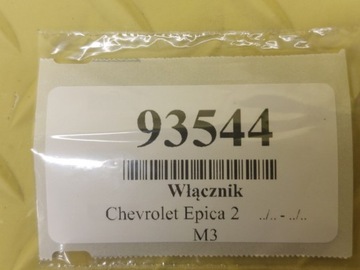 93544
Włącznik
Chevrolet Epica 2 ../.. - ../..
M3